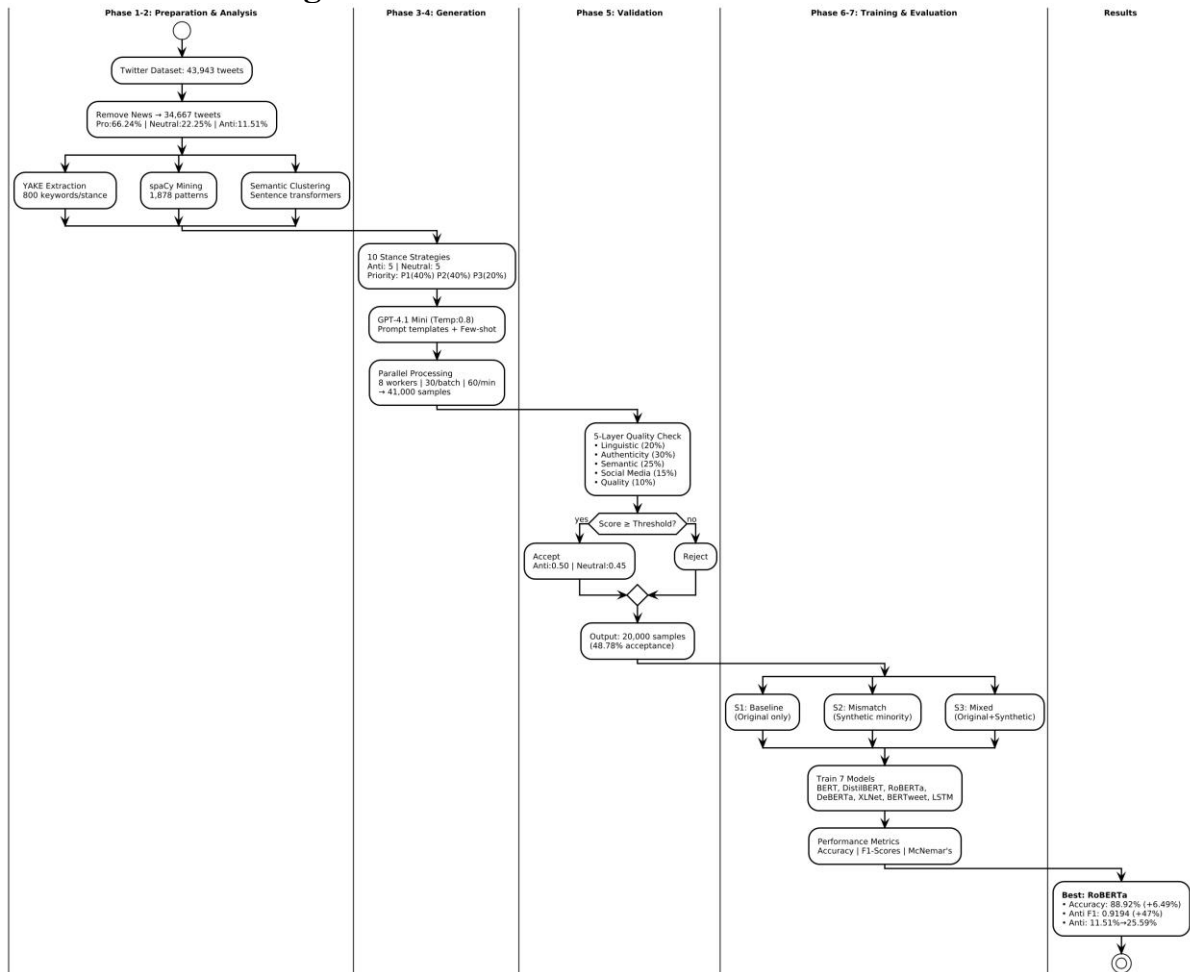 Phase 1-2: Preparation & Analysis
Phase 3-4: Generation
Phase 5: Validation
Phase 6-7: Training & Evaluation
Results
Twitter Dataset: 43,943 tweets
Remove News → 34,667 tweets
Pro:66.24% | Neutral:22.25% | Anti:11.51%
YAKE Extraction
800 keywords/stance
spaCy Mining
1,878 patterns
Semantic Clustering
Sentence transformers
10 Stance Strategies
Anti: 5 | Neutral: 5
Priority: P1(40%) P2(40%) P3(20%)
GPT-4.1 Mini (Temp:0.8)
Prompt templates + Few-shot
Parallel Processing
8 workers | 30/batch | 60/min
→ 41,000 samples
5-Layer Quality Check
• Linguistic (20%)
• Authenticity (30%)
• Semantic (25%)
• Social Media (15%)
• Quality (10%)
yes
Score ≥ Threshold?
no
Accept
Anti:0.50 | Neutral:0.45
Reject
Output: 20,000 samples
(48.78% acceptance)
S1: Baseline
(Original only)
S2: Mismatch
(Synthetic minority)
S3: Mixed
(Original+Synthetic)
Train 7 Models
BERT, DistilBERT, RoBERTa,
DeBERTa, XLNet, BERTweet, LSTM
Performance Metrics
Accuracy | F1-Scores | McNemar's
Best: RoBERTa
• Accuracy: 88.92% (+6.49%)
• Anti F1: 0.9194 (+47%)
• Anti: 11.51%→25.59%